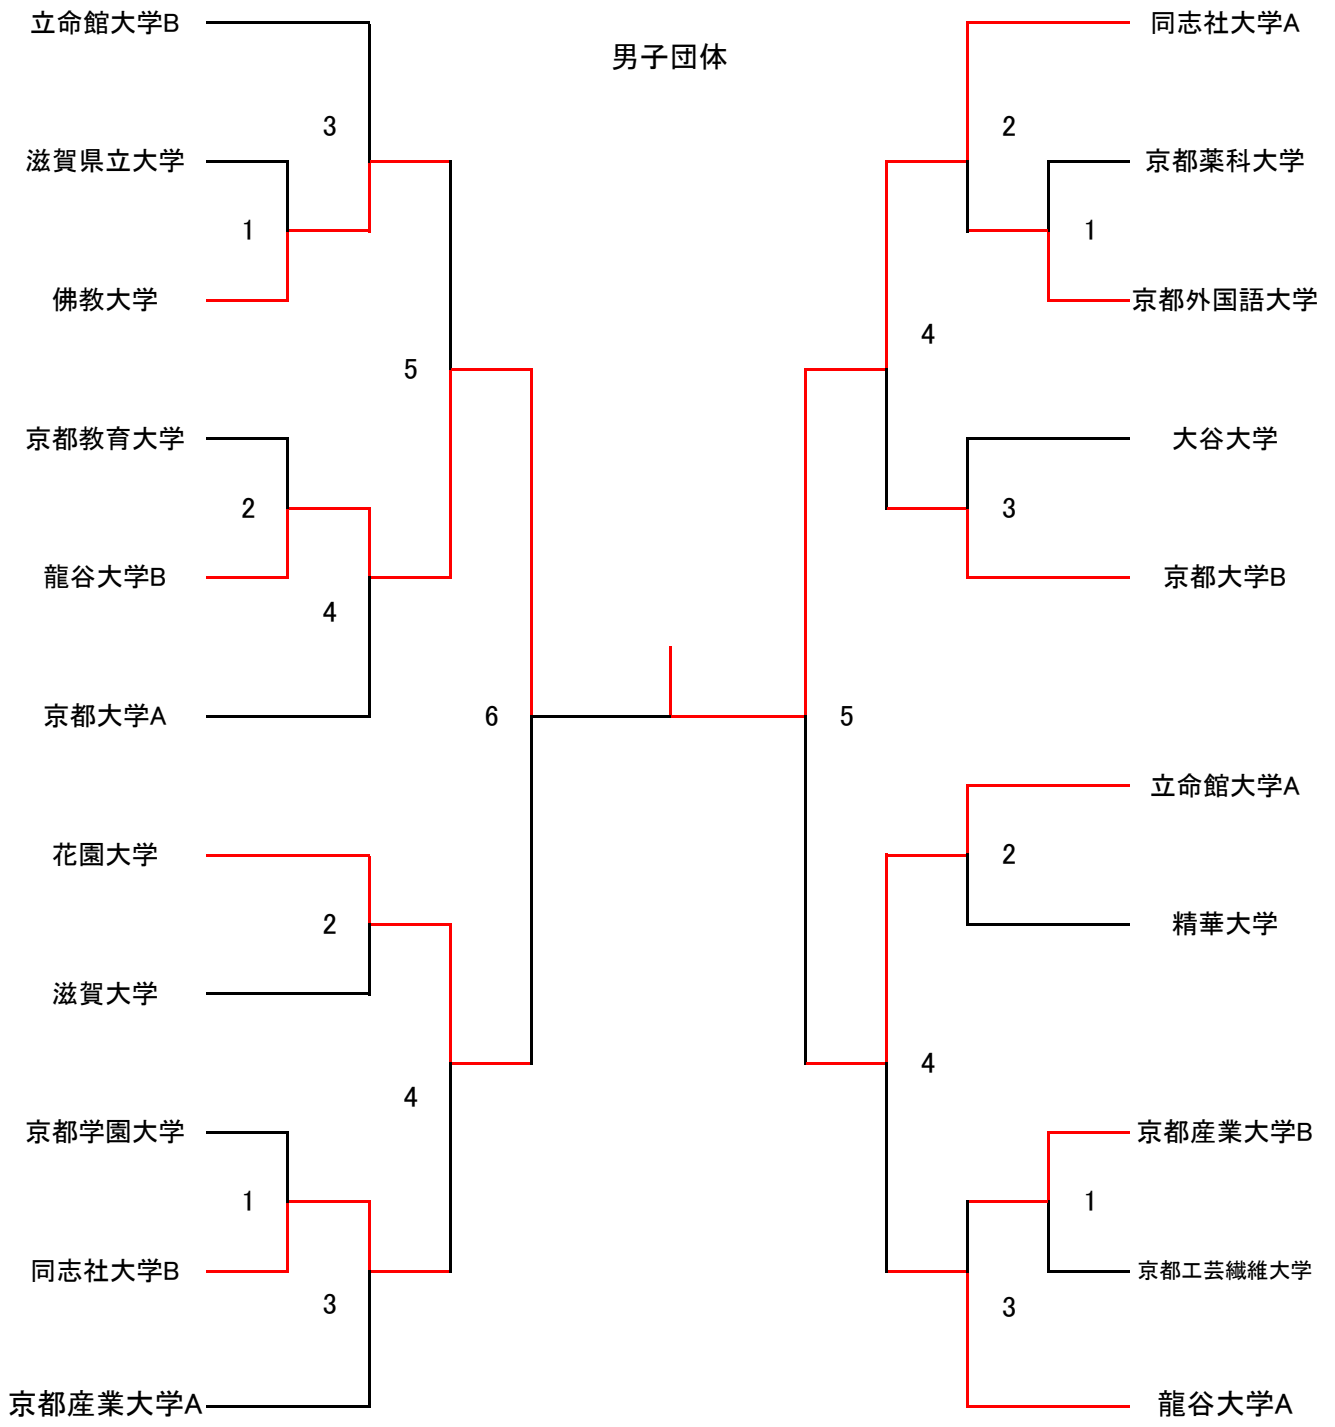 男子団体
立命館大学B
3
滋賀県立大学
1
佛教大学
5
京都教育大学
2
龍谷大学B
4
京都大学A
6
花園大学
2
滋賀大学
4
京都学園大学
1
同志社大学B
3
京都産業大学A
同志社大学A
2
京都薬科大学
1
京都外国語大学
4
大谷大学
3
京都大学B
5
立命館大学A
2
精華大学
4
京都産業大学B
1
京都工芸繊維大学
3
龍谷大学A